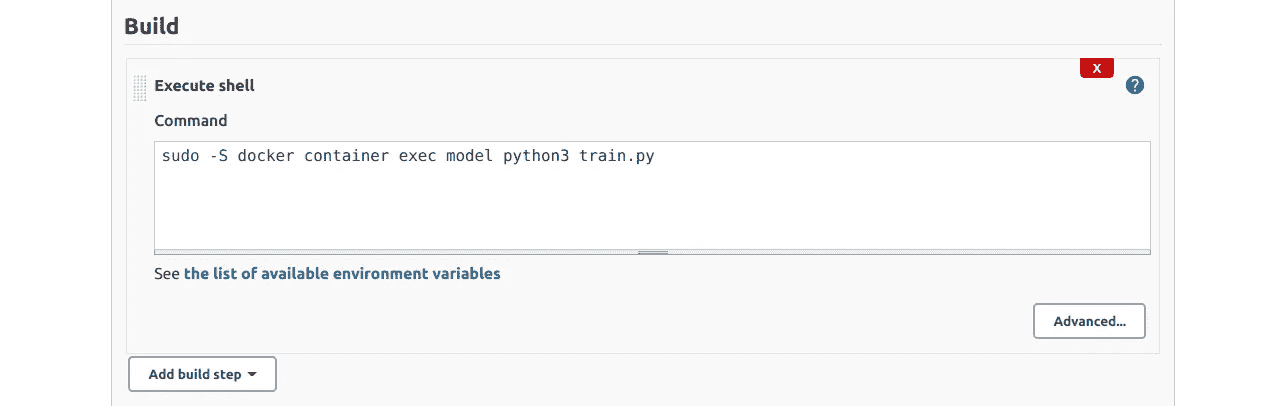 Build
X
?
Execute shell
Command
sudo -S docker container exec model python3 train.py
See the list of available environment variables
Advanced...
Add build step